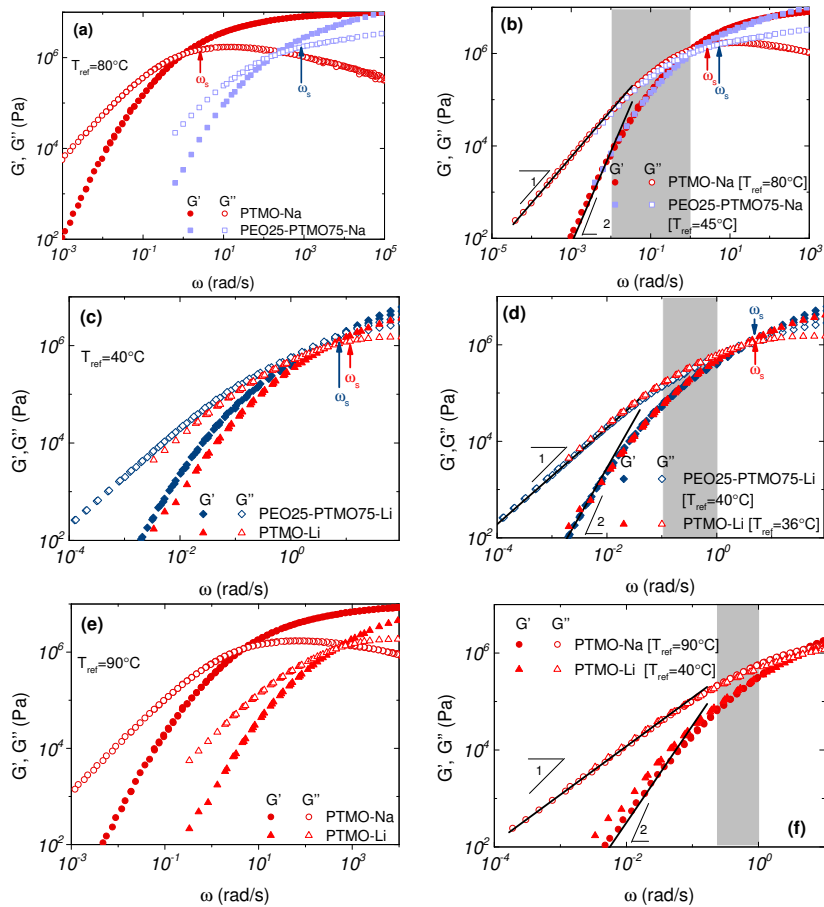 (a)
T_ref=80°C
G', G'' (Pa)
10^6
10^4
10^2
ω_s
ω_s
G' G''
PTMO-Na
PEO25-PTMO75-Na
10^-3 10^-1 10^1 10^3 10^5
ω (rad/s)
(b)
G', G'' (Pa)
10^6
10^4
10^2
ω_s
ω_s
1
2
G' G''
PTMO-Na [T_ref=80°C]
PEO25-PTMO75-Na
[T_ref=45°C]
10^-5 10^-3 10^-1 10^1 10^3
ω (rad/s)
(c)
T_ref=40°C
G',G'' (Pa)
10^6
10^4
10^2
ω_s
ω_s
G' G''
PEO25-PTMO75-Li
PTMO-Li
10^-4 10^-2 10^0
ω (rad/s)
(d)
G',G'' (Pa)
10^6
10^4
10^2
ω_s
ω_s
1
2
G' G''
PEO25-PTMO75-Li
[T_ref=40°C]
PTMO-Li [T_ref=36°C]
10^-4 10^-2 10^0
ω (rad/s)
(e)
T_ref=90°C
G', G'' (Pa)
10^6
10^4
10^2
G' G''
PTMO-Na
PTMO-Li
10^-3 10^-1 10^1 10^3
ω (rad/s)
G' G''
PTMO-Na [T_ref=90°C]
PTMO-Li [T_ref=40°C]
G', G'' (Pa)
10^6
10^4
10^2
1
2
(f)
10^-4 10^-2 10^0
ω (rad/s)